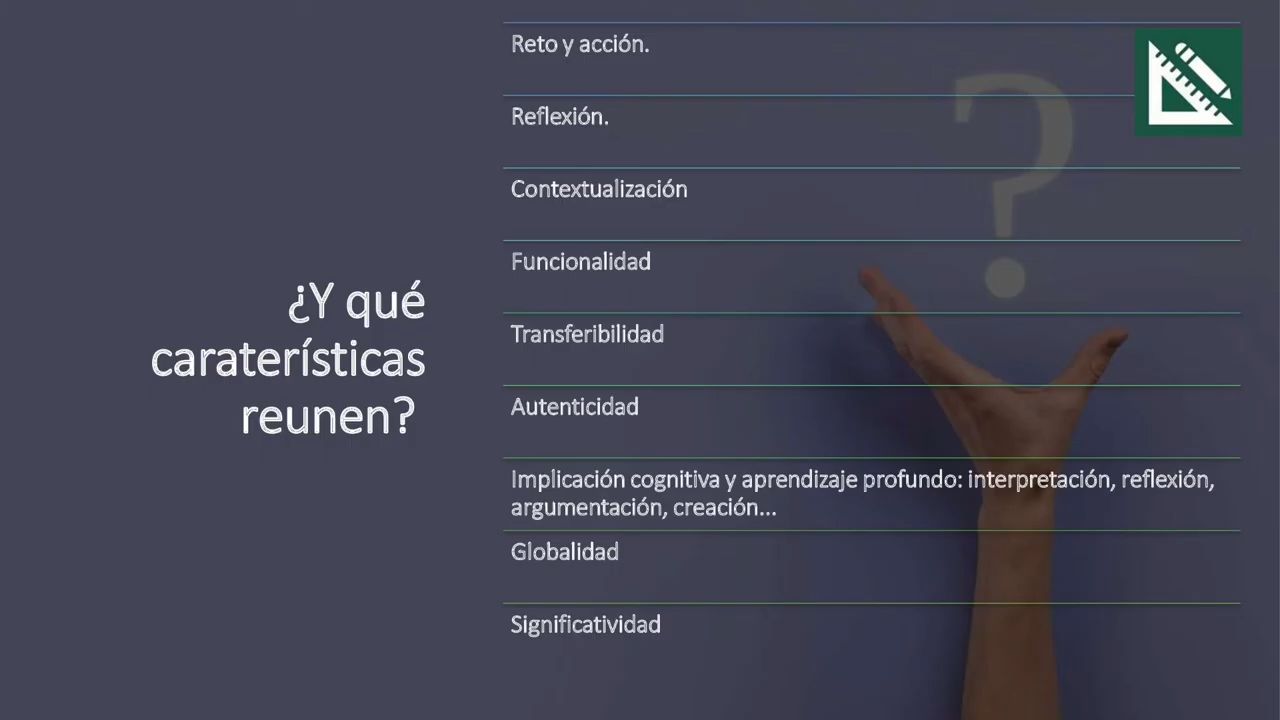 ¿Y qué
caraterísticas
reunen?
Reto y acción.
Reflexión.
Contextualización
Funcionalidad
Transferibilidad
Autenticidad
Implicación cognitiva y aprendizaje profundo: interpretación, reflexión,
argumentación, creación...
Globalidad
Significatividad
?